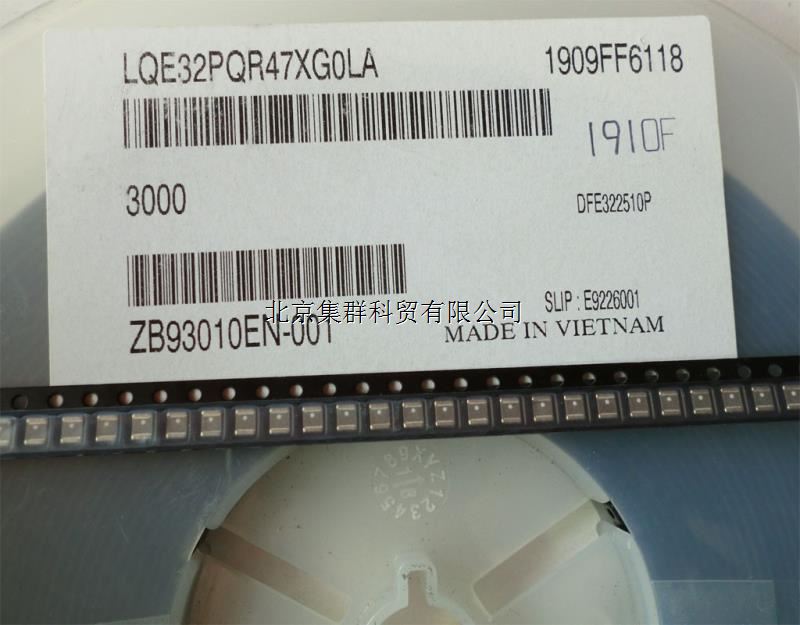 LQE32PQR47XG0LA
1909FF6118
1910F
3000
DFE322510P
SLIP : E9226001
北京集群科贸有限公司
ZB93010EN-001
MADE IN VIETNAM